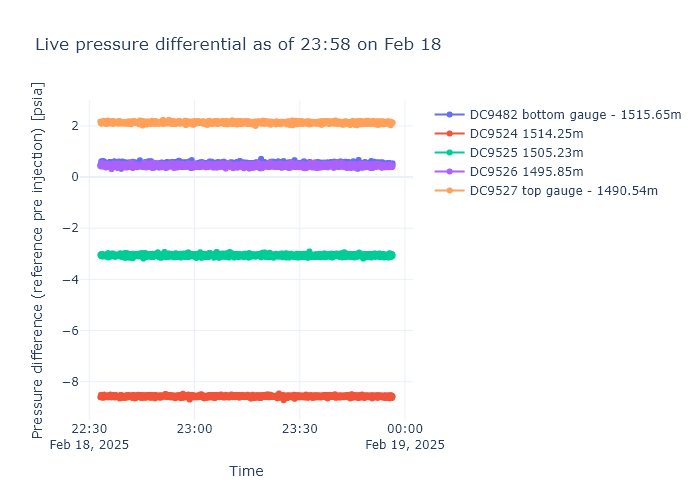 Live pressure differential as of 23:58 on Feb 18
Pressure difference (reference pre injection) [psia]
2
0
−2
−4
−6
−8
22:30
Feb 18, 2025
23:00
23:30
00:00
Feb 19, 2025
Time
DC9482 bottom gauge - 1515.65m
DC9524 1514.25m
DC9525 1505.23m
DC9526 1495.85m
DC9527 top gauge - 1490.54m